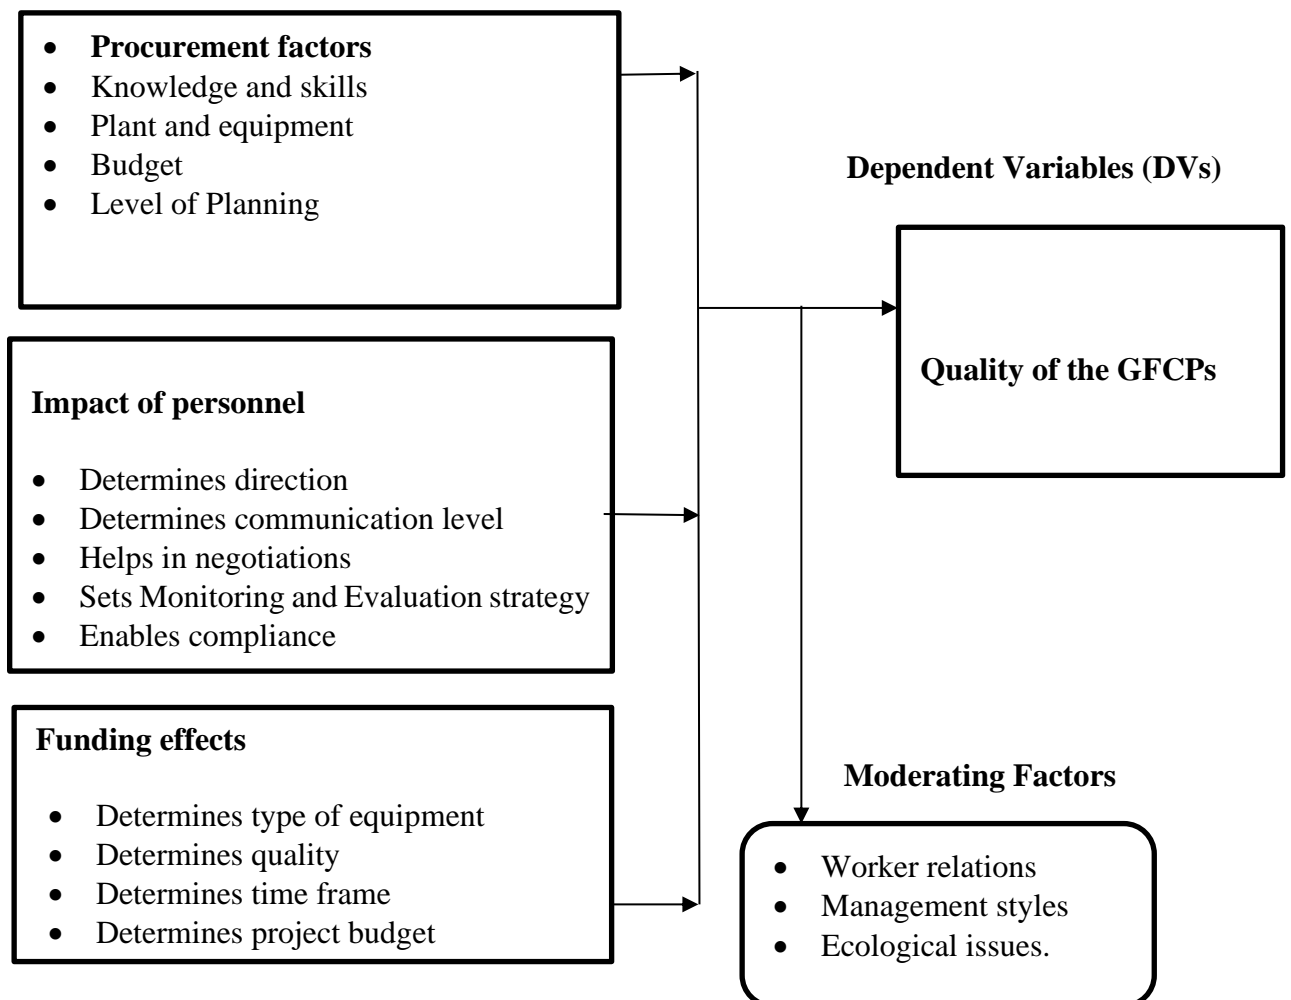 • Procurement factors
• Knowledge and skills
• Plant and equipment
• Budget
• Level of Planning
Impact of personnel
• Determines direction
• Determines communication level
• Helps in negotiations
• Sets Monitoring and Evaluation strategy
• Enables compliance
Funding effects
• Determines type of equipment
• Determines quality
• Determines time frame
• Determines project budget
Dependent Variables (DVs)
Quality of the GFCPs
Moderating Factors
• Worker relations
• Management styles
• Ecological issues.